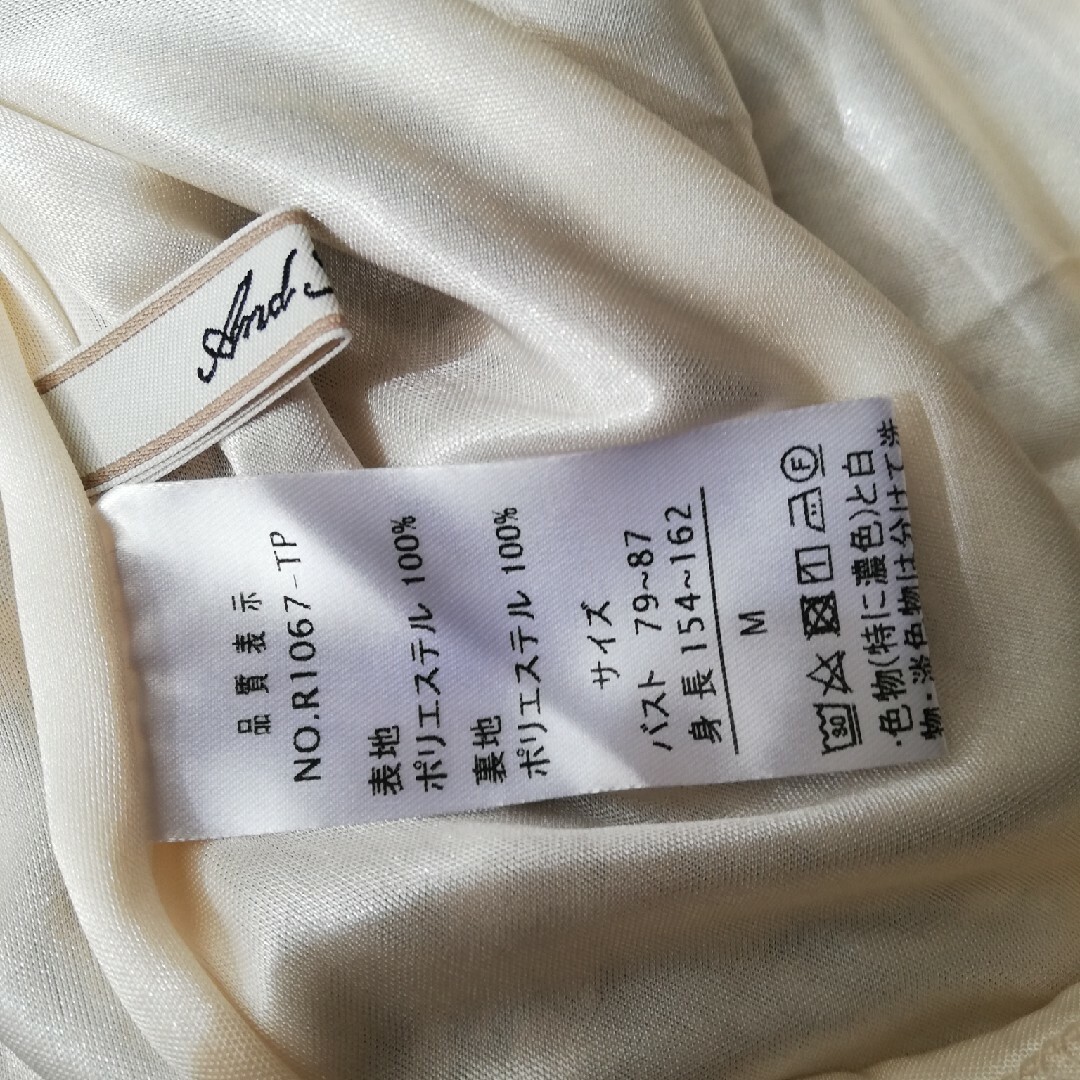 And
品質表示
NO.R1067-TP
表地
ポリエステル 100%
裏地
ポリエステル 100%
サイズ
バスト 79~87
身長 154~162
M
30
F
・色物(特に濃色)と白
物・淡色物は分けて洗